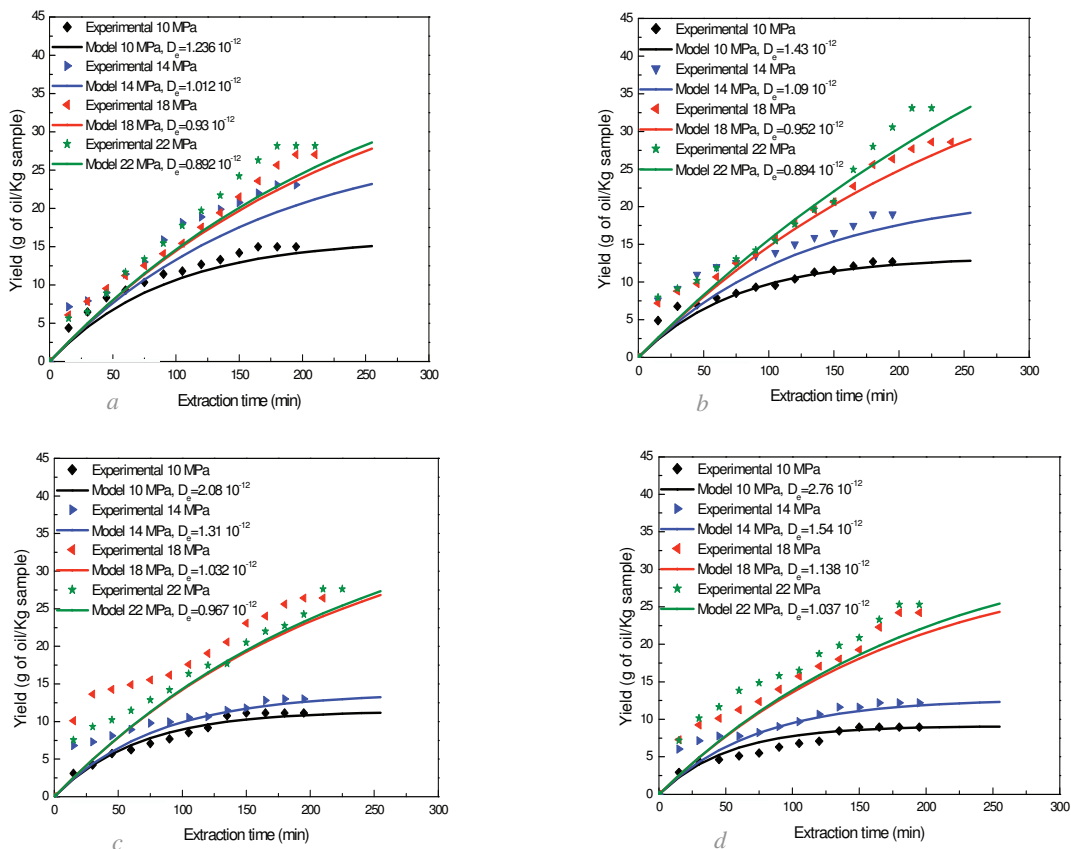 Experimental 10 MPa
Model 10 MPa, De=1.236 10-12
Experimental 14 MPa
Model 14 MPa, De=1.012 10-12
Experimental 18 MPa
Model 18 MPa, De=0.93 10-12
Experimental 22 MPa
Model 22 MPa, De=0.892 10-12
Yield (g of oil/Kg sample)
35
30
25
20
15
10
5
0
0 50 100 150 200 250 300
Extraction time (min)
a
Experimental 10 MPa
Model 10 MPa, De=1.43 10-12
Experimental 14 MPa
Model 14 MPa, De=1.09 10-12
Experimental 18 MPa
Model 18 MPa, De=0.952 10-12
Experimental 22 MPa
Model 22 MPa, De=0.894 10-12
Yield (g of oil/Kg sample)
35
30
25
20
15
10
5
0
0 50 100 150 200 250 300
Extraction time (min)
b
Experimental 10 MPa
Model 10 MPa, De=2.08 10-12
Experimental 14 MPa
Model 14 MPa, De=1.31 10-12
Experimental 18 MPa
Model 18 MPa, De=1.032 10-12
Experimental 22 MPa
Model 22 MPa, De=0.967 10-12
Yield (g of oil/Kg sample)
35
30
25
20
15
10
5
0
0 50 100 150 200 250 300
Extraction time (min)
c
Experimental 10 MPa
Model 10 MPa, De=2.76 10-12
Experimental 14 MPa
Model 14 MPa, De=1.54 10-12
Experimental 18 MPa
Model 18 MPa, De=1.138 10-12
Experimental 22 MPa
Model 22 MPa, De=1.037 10-12
Yield (g of oil/Kg sample)
35
30
25
20
15
10
5
0
0 50 100 150 200 250 300
Extraction time (min)
d